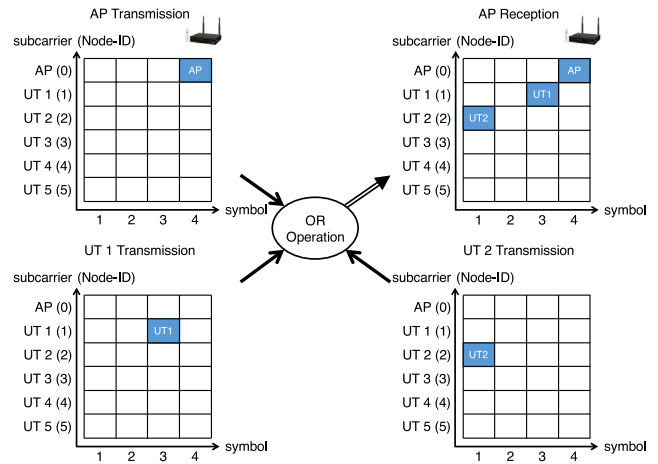 AP Transmission
subcarrier (Node-ID)
AP (0)
AP
UT 1 (1)
UT 2 (2)
UT 3 (3)
UT 4 (4)
UT 5 (5)
symbol
1 2 3 4
AP Reception
subcarrier (Node-ID)
AP (0)
AP
UT 1 (1)
UT1
UT 2 (2)
UT2
UT 3 (3)
UT 4 (4)
UT 5 (5)
symbol
1 2 3 4
OR
Operation
UT 1 Transmission
subcarrier (Node-ID)
AP (0)
UT 1 (1)
UT1
UT 2 (2)
UT 3 (3)
UT 4 (4)
UT 5 (5)
symbol
1 2 3 4
UT 2 Transmission
subcarrier (Node-ID)
AP (0)
UT 1 (1)
UT 2 (2)
UT2
UT 3 (3)
UT 4 (4)
UT 5 (5)
symbol
1 2 3 4